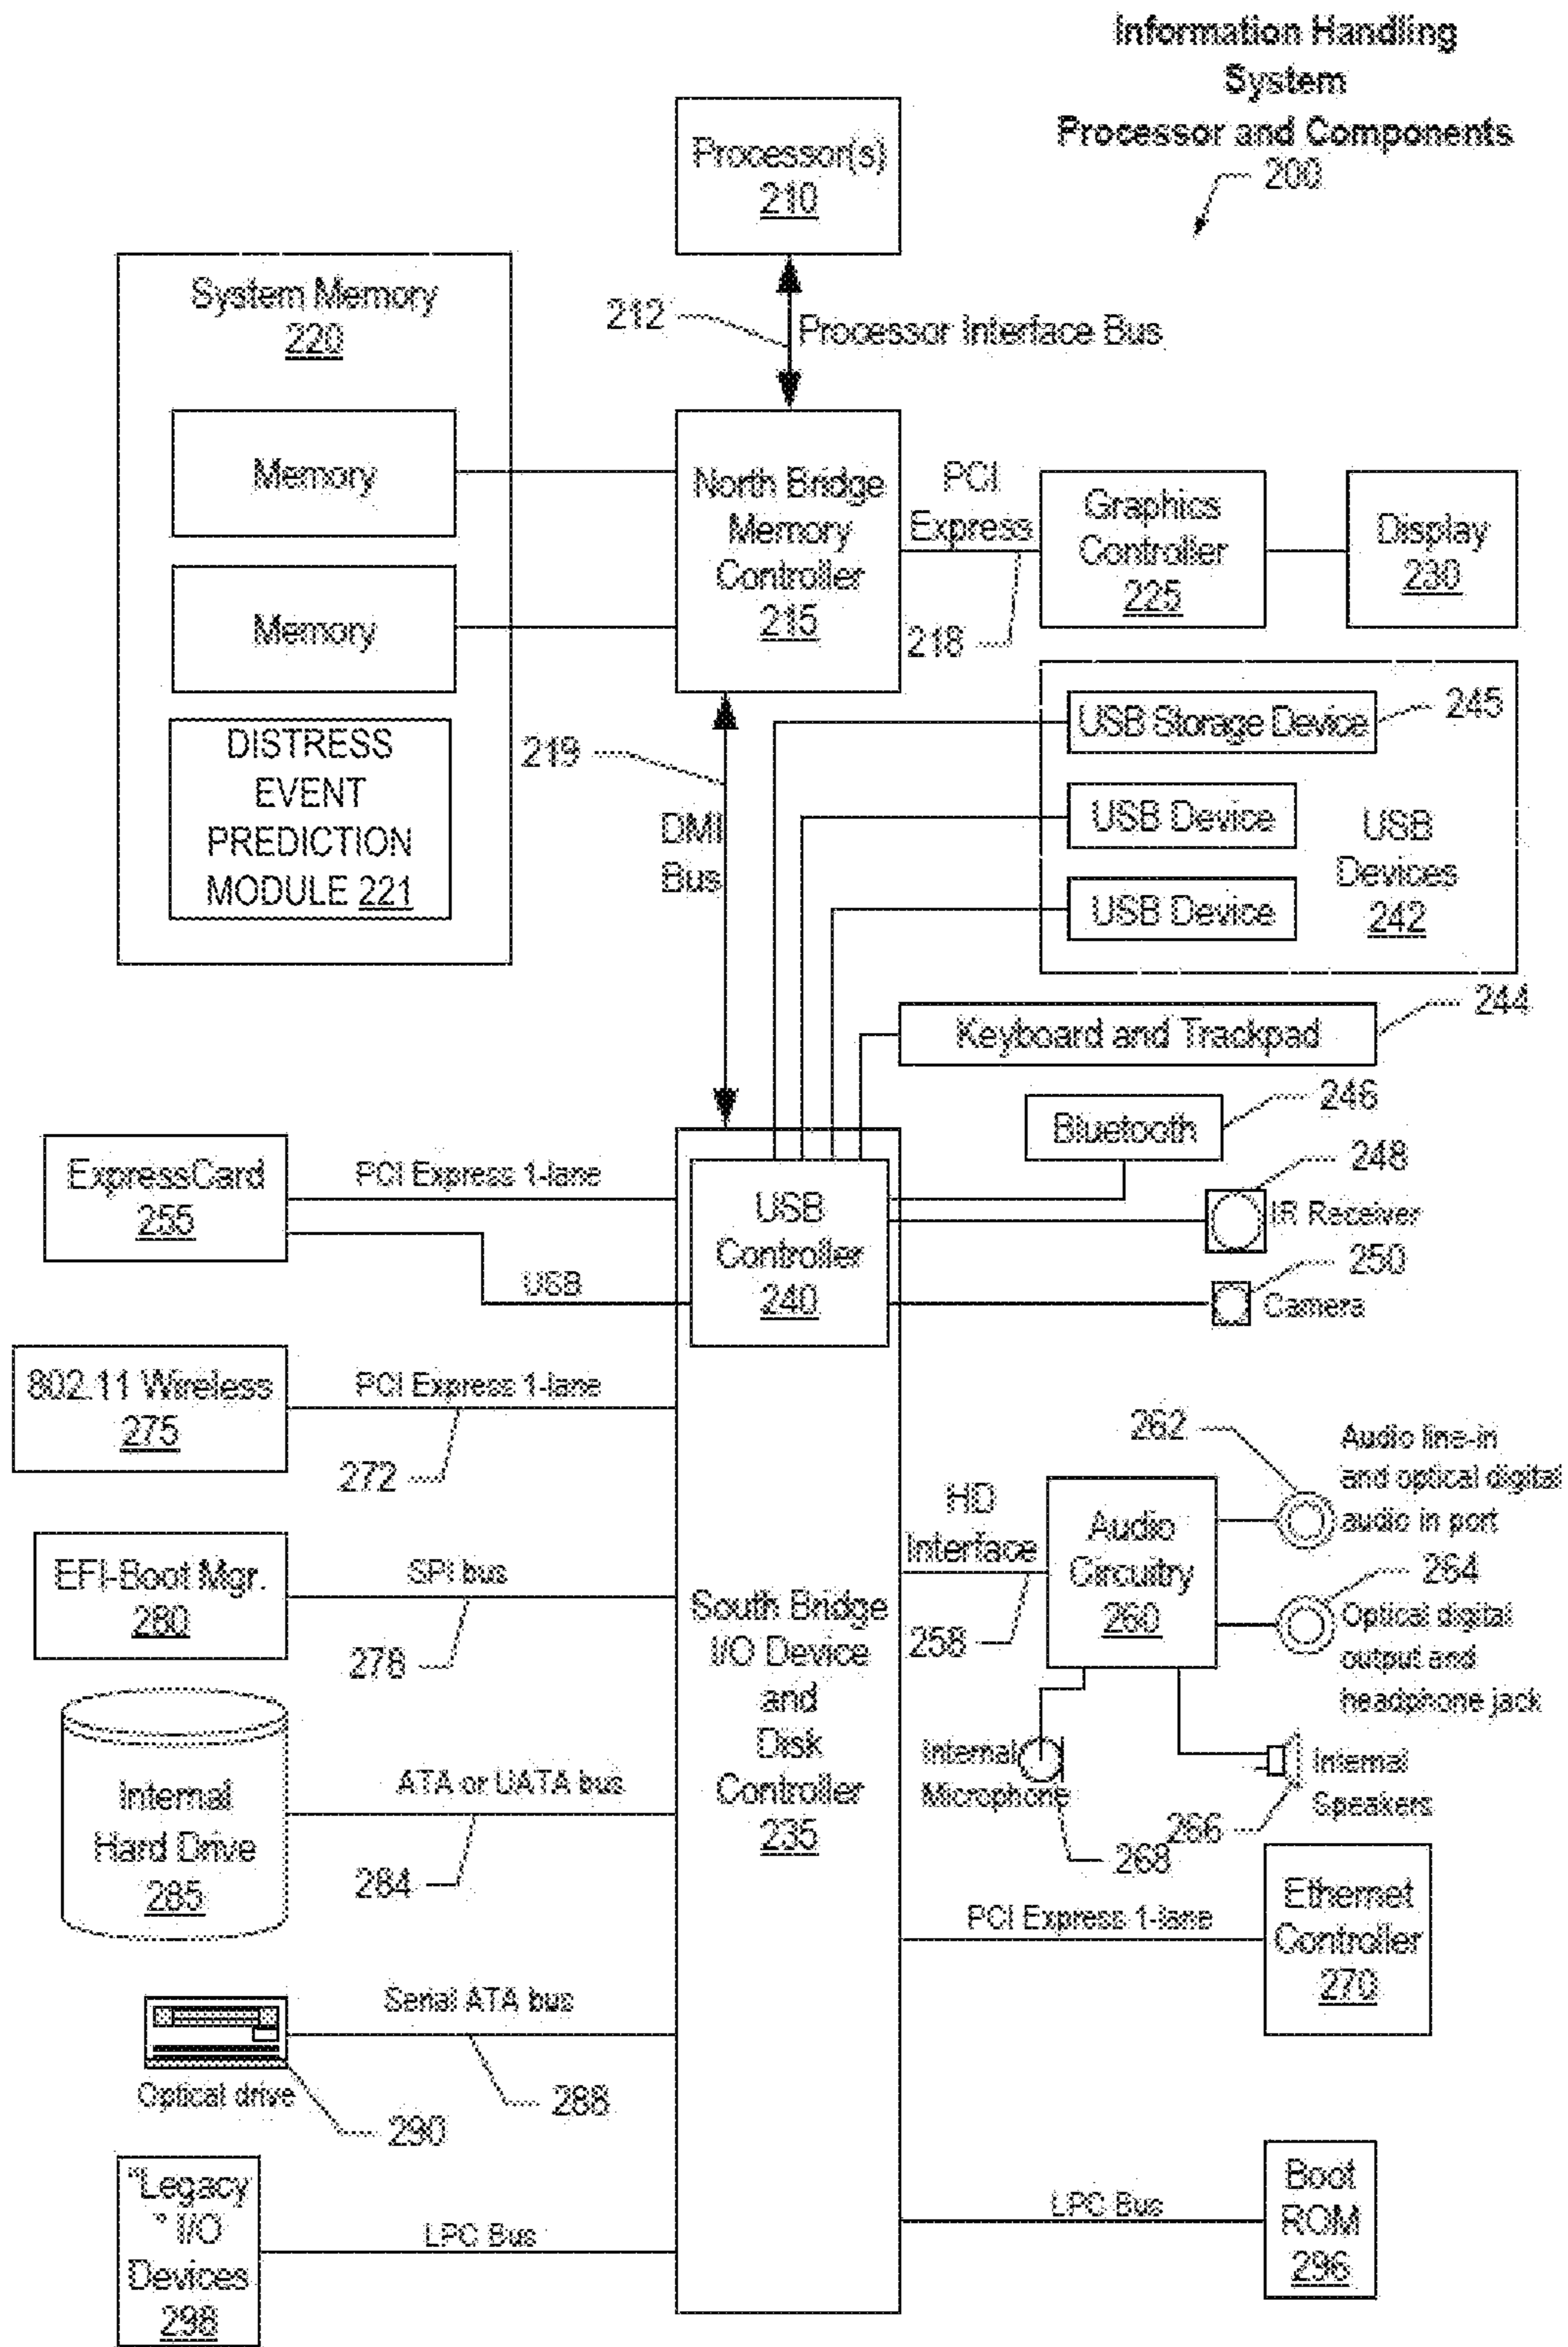 Information Handling
System
Processor and Components
200
Processor(s)
210
212
Processor Interface Bus
System Memory
220
Memory
Memory
DISTRESS
EVENT
PREDICTION
MODULE 221
North Bridge
Memory
Controller
215
PCI
Express
218
Graphics
Controller
225
Display
230
219
DMI
Bus
USB Storage Device
245
USB Device
USB Device
USB
Devices
242
Keyboard and Trackpad
244
Bluetooth
246
248
IR Receiver
250
Camera
ExpressCard
255
PCI Express 1-lane
USB
USB
Controller
240
802.11 Wireless
275
PCI Express 1-lane
272
EFI-Boot Mgr.
280
SPI bus
278
Internal
Hard Drive
285
ATA or UATA bus
284
Serial ATA bus
288
Optical drive
290
"Legacy
" I/O
Devices
298
LPC Bus
South Bridge
I/O Device
and
Disk
Controller
235
HD
Interface
258
Audio
Circuitry
260
262
Audio line-in
and optical digital
audio in port
264
Optical digital
output and
headphone jack
Internal
Microphone
268
266
Internal
Speakers
PCI Express 1-lane
Ethernet
Controller
270
LPC Bus
Boot
ROM
296